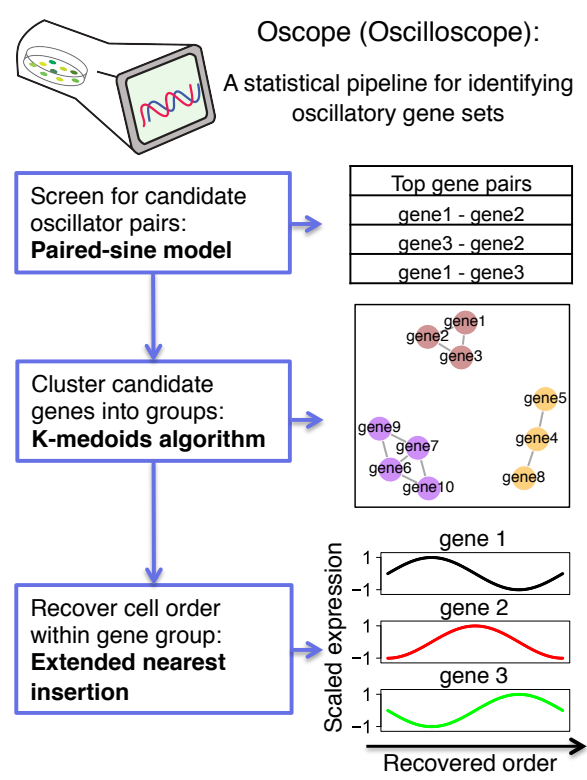 Oscope (Oscilloscope):
A statistical pipeline for identifying
oscillatory gene sets
Screen for candidate
oscillator pairs:
Paired-sine model
Top gene pairs
gene1 - gene2
gene3 - gene2
gene1 - gene3
Cluster candidate
genes into groups:
K-medoids algorithm
gene1
gene2
gene3
gene5
gene4
gene8
gene9
gene7
gene6
gene10
Recover cell order
within gene group:
Extended nearest
insertion
Scaled expression
gene 1
1
−1
gene 2
1
−1
gene 3
1
−1
Recovered order